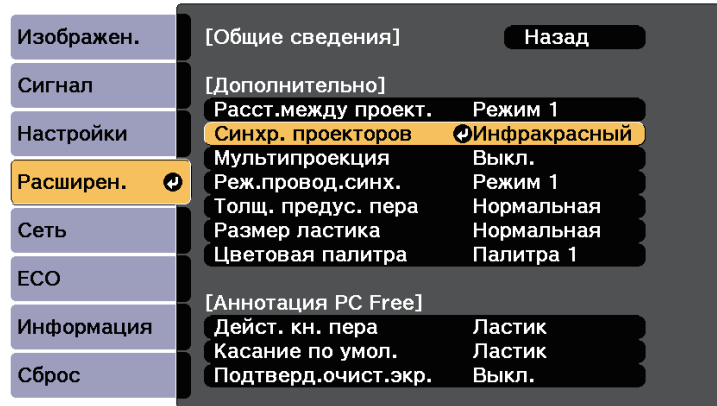 Изображен.
Сигнал
Настройки
Расширен.
Сеть
ECO
Информация
Сброс
[Общие сведения] Назад
[Дополнительно]
Расст.между проект. Режим 1
Синхр. проекторов Инфракрасный
Мультипроекция Выкл.
Реж.провод.синх. Режим 1
Толщ. предус. пера Нормальная
Размер ластика Нормальная
Цветовая палитра Палитра 1
[Аннотация PC Free]
Дейст. кн. пера Ластик
Касание по умол. Ластик
Подтверд.очист.экр. Выкл.